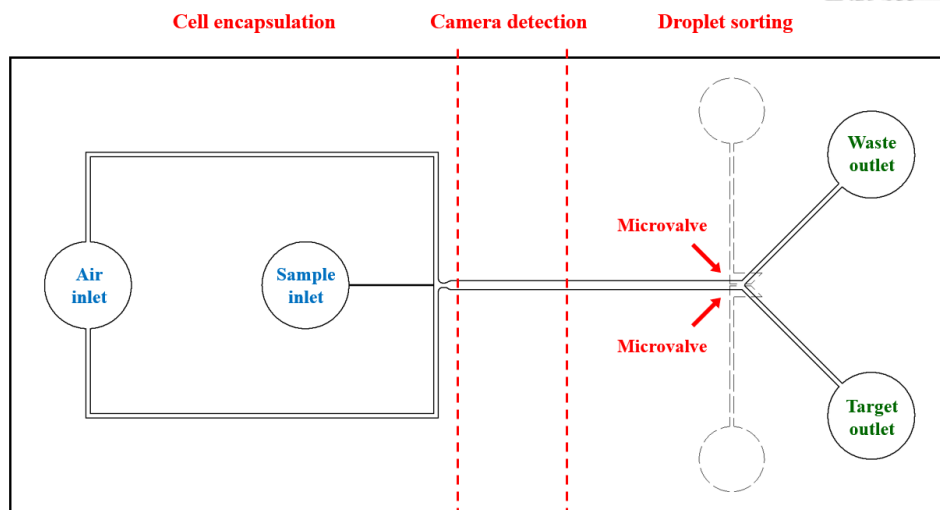 Cell encapsulation
Camera detection
Droplet sorting
Waste
outlet
Microvalve
Air
inlet
Sample
inlet
Microvalve
Target
outlet